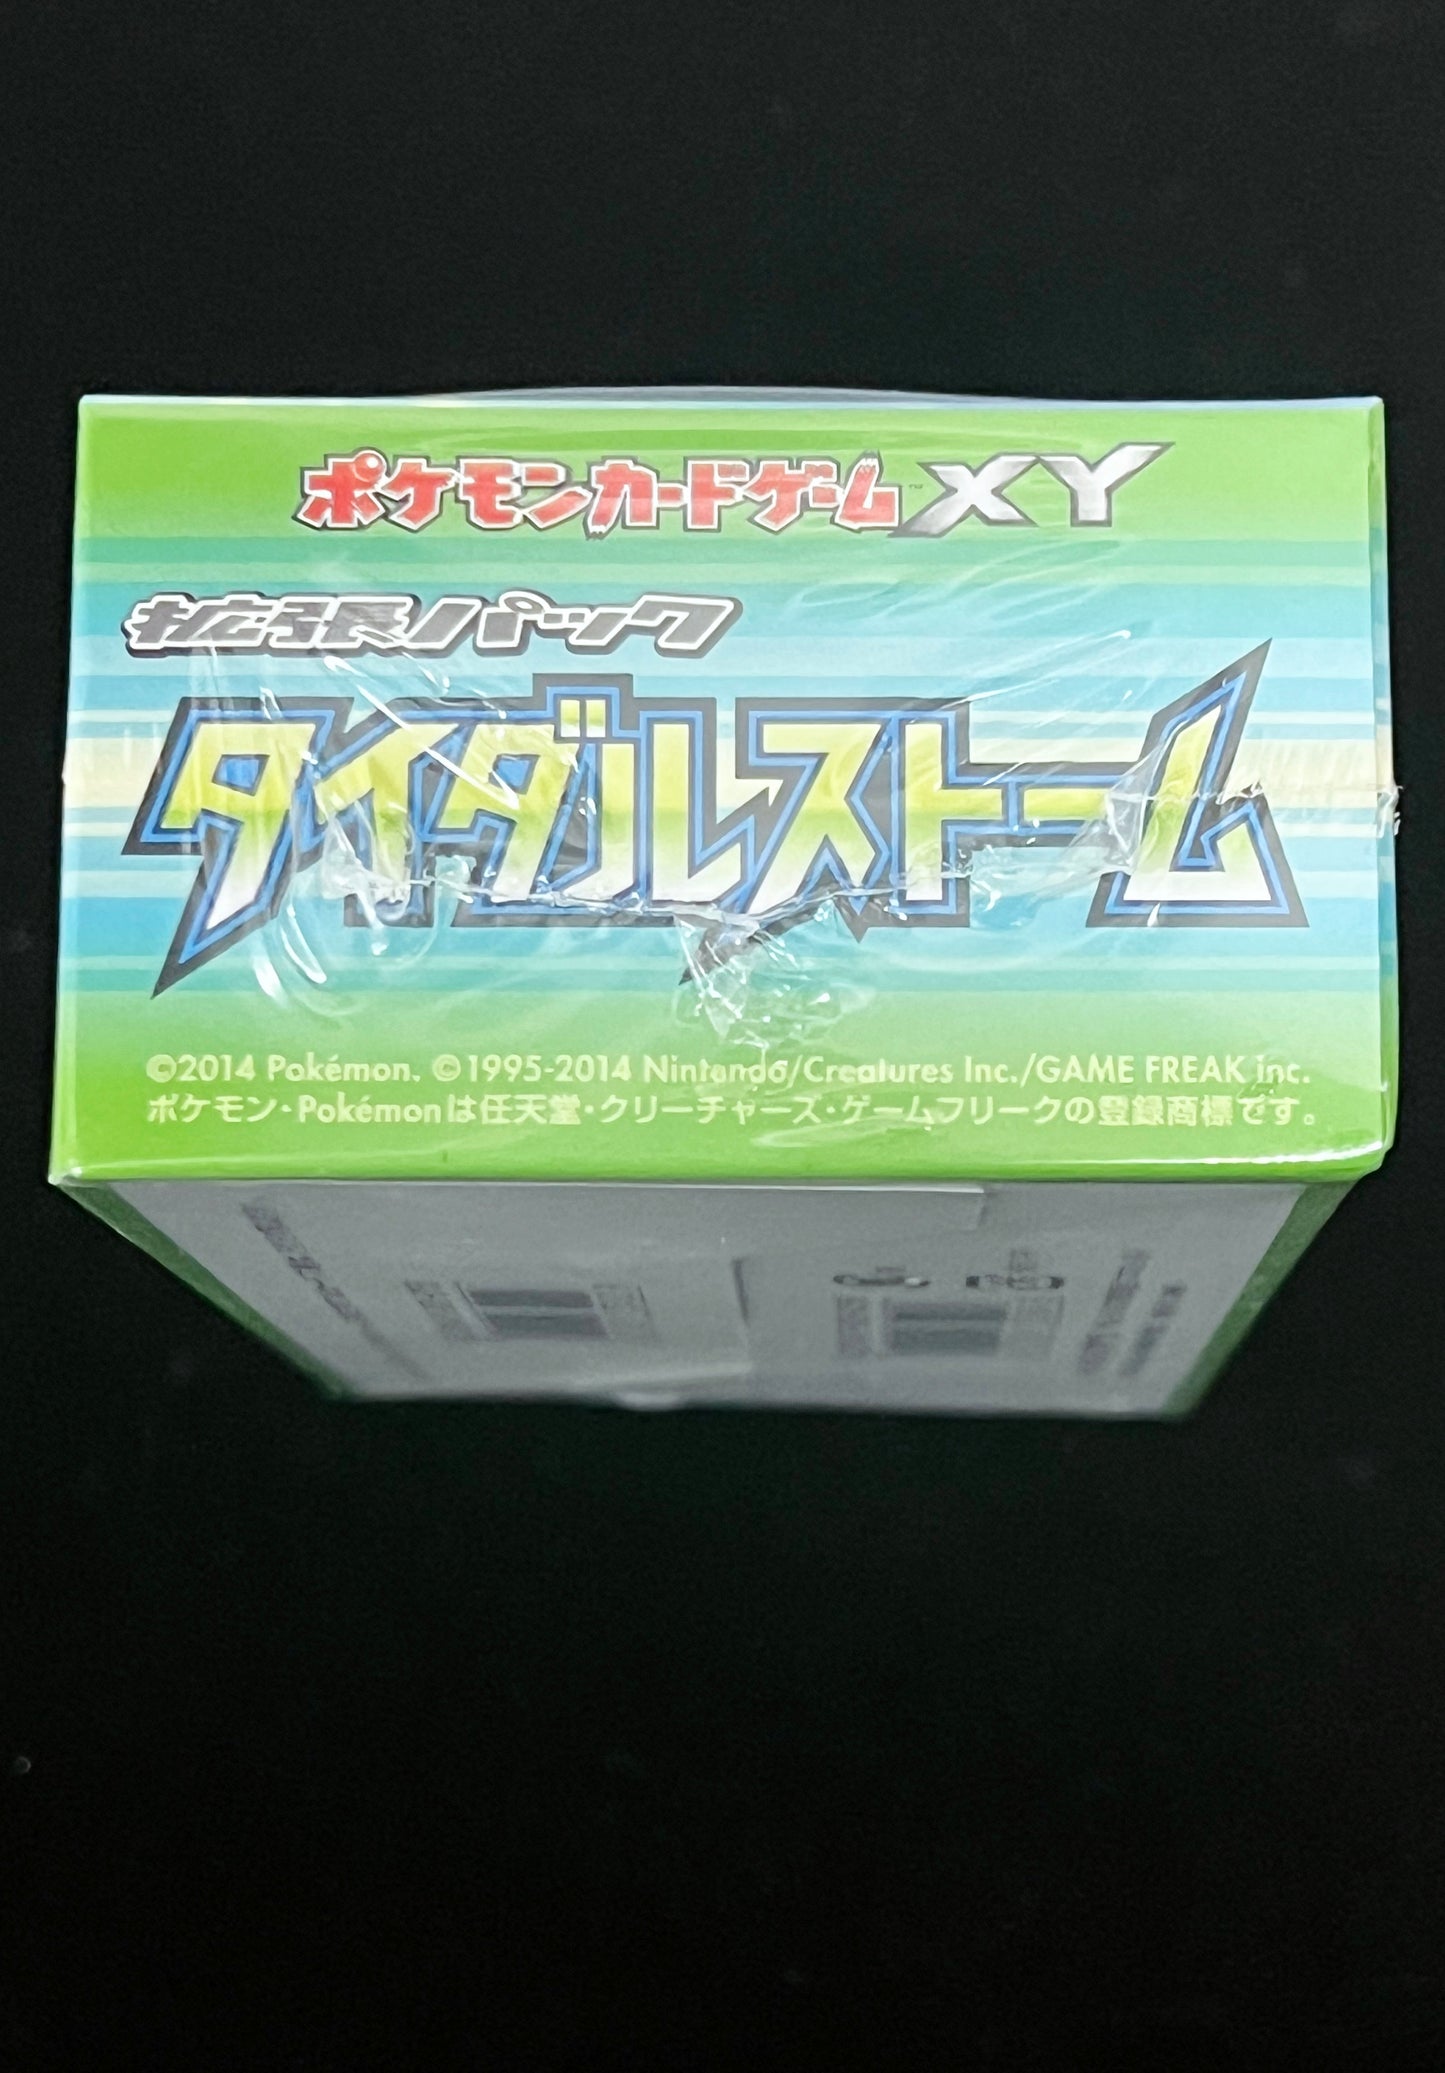 ポケモンカードゲームXY
拡張パック
タイダルストーム
©2014 Pokémon. ©1995-2014 Nintendo/Creatures Inc./GAME FREAK inc.
ポケモン・Pokémonは任天堂・クリーチャーズ・ゲームフリークの登録商標です。